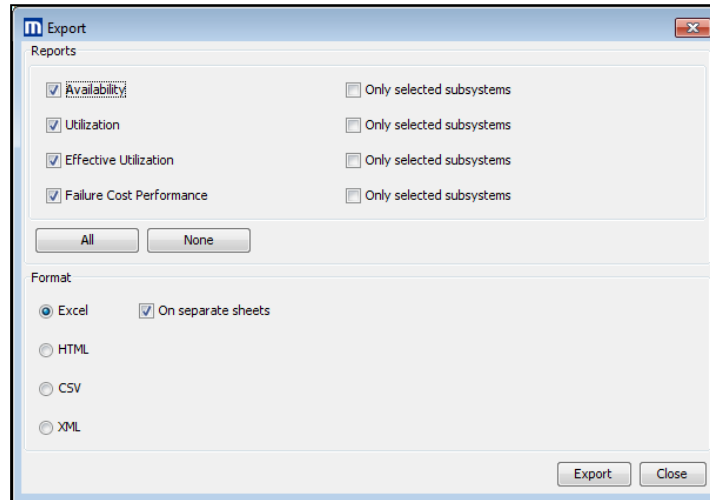 m Export
Reports
Availability Only selected subsystems
Utilization Only selected subsystems
Effective Utilization Only selected subsystems
Failure Cost Performance Only selected subsystems
All None
Format
Excel On separate sheets
HTML
CSV
XML
Export Close